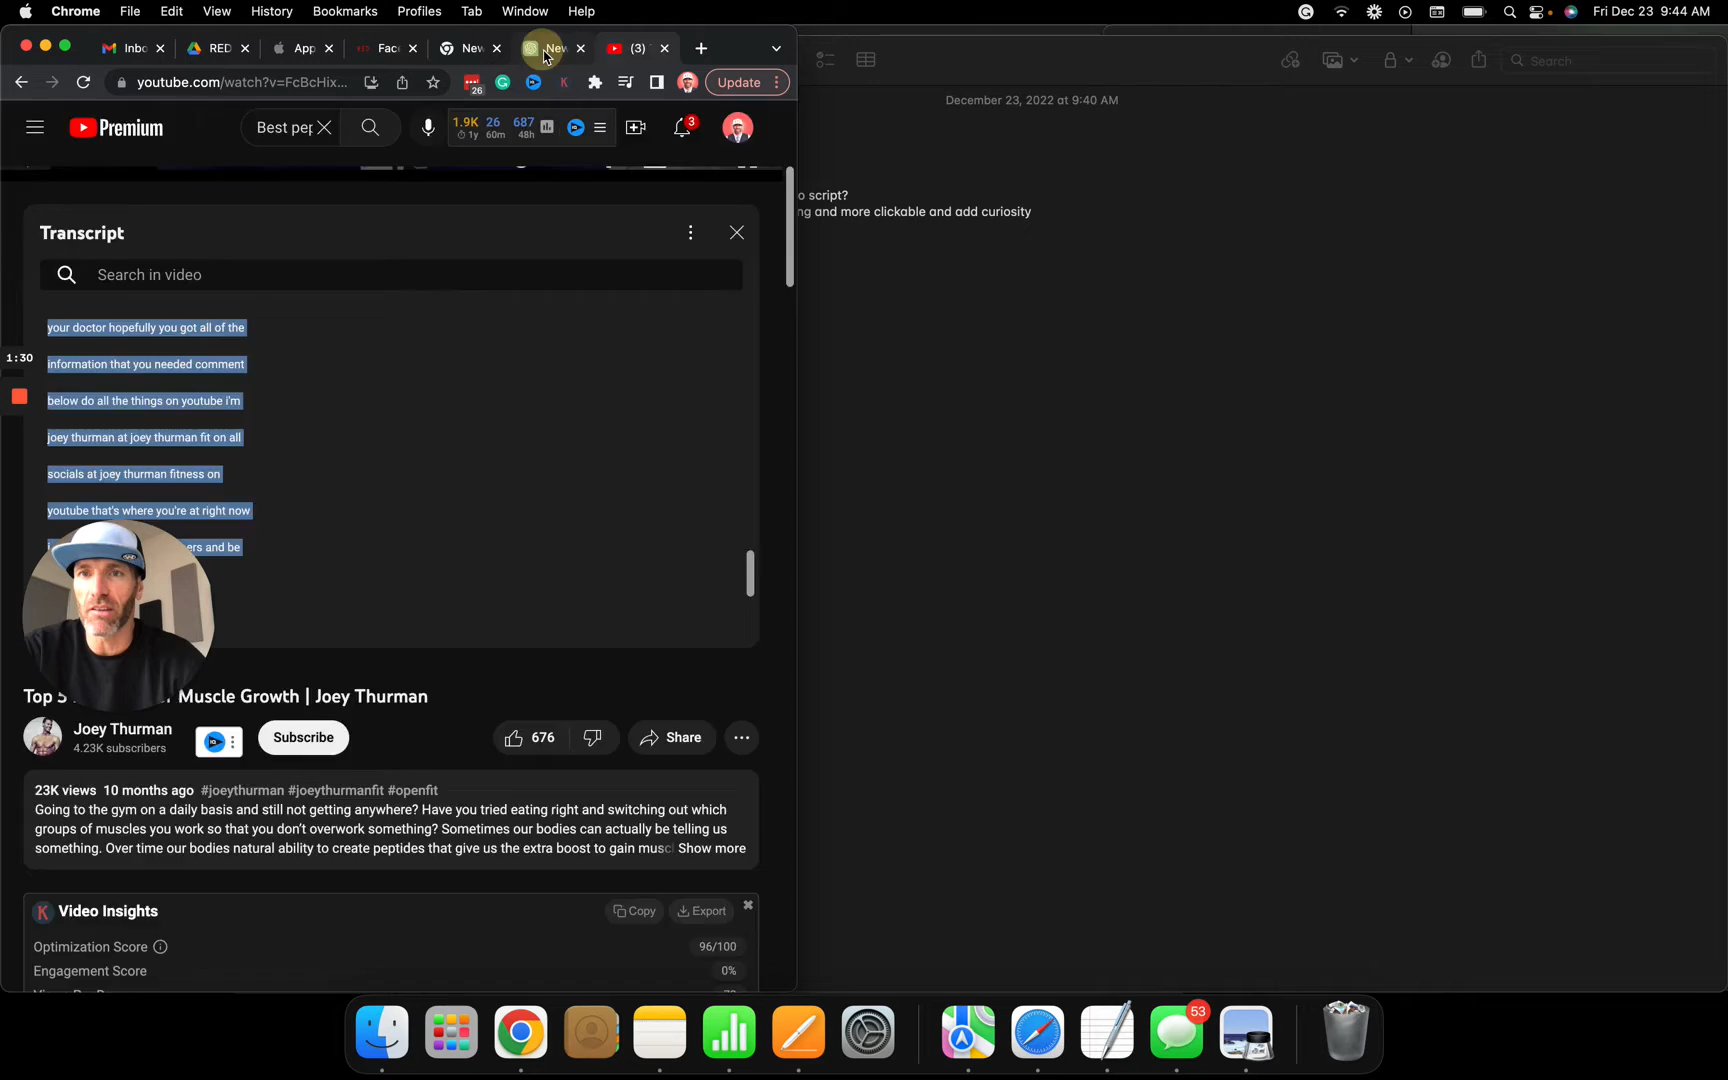 Chrome File Edit View History Bookmarks Profiles Tab Window Help Fri Dec 23 9:44 AM
Inbo RED App Face New New (3)
youtube.com/watch?v=FcBcHix... 26 Update
Premium Best pep 1.9K 26 687 3
1y 60m 48h
Search
December 23, 2022 at 9:40 AM
o script?
ng and more clickable and add curiosity
Transcript
Search in video
your doctor hopefully you got all of the
information that you needed comment
below do all the things on youtube i'm
joey thurman at joey thurman fit on all
socials at joey thurman fitness on
youtube that's where you're at right now
ers and be
1:30
Top 5 Muscle Growth | Joey Thurman
Joey Thurman
4.23K subscribers
IQ
Subscribe
676
Share
23K views 10 months ago #joeythurman #joeythurmanfit #openfit
Going to the gym on a daily basis and still not getting anywhere? Have you tried eating right and switching out which
groups of muscles you work so that you don't overwork something? Sometimes our bodies can actually be telling us
something. Over time our bodies natural ability to create peptides that give us the extra boost to gain musc Show more
K Video Insights Copy Export
Optimization Score 96/100
Engagement Score 0%
53